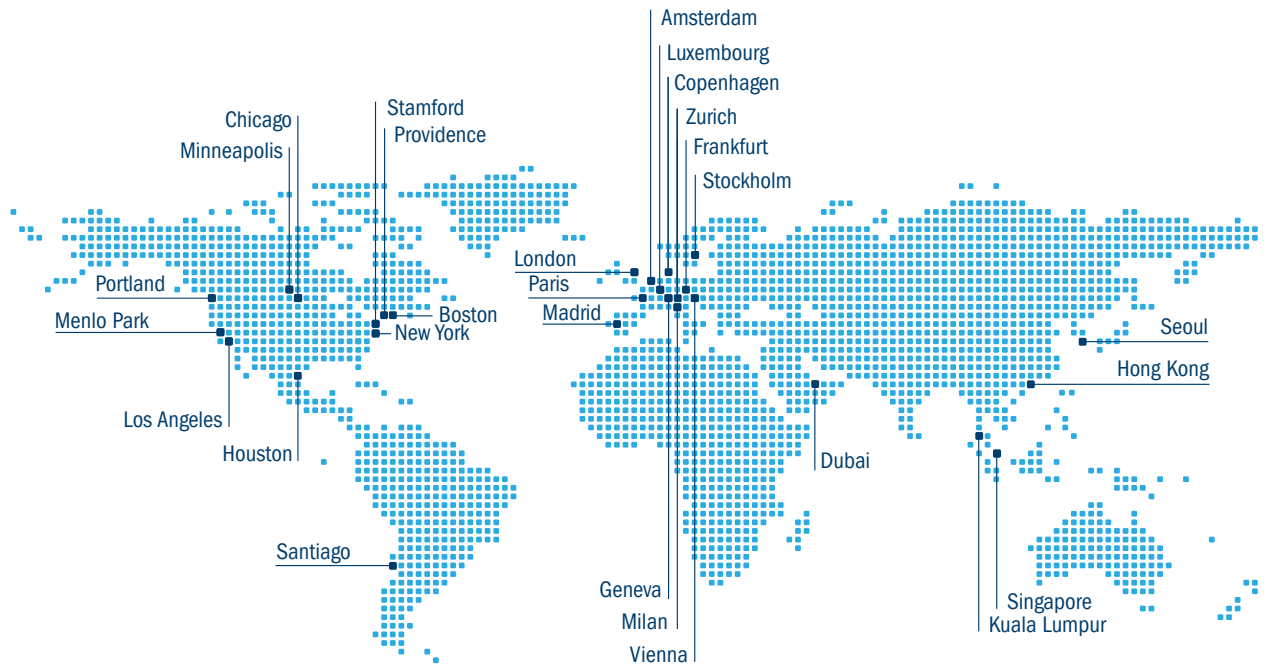 Amsterdam
Luxembourg
Copenhagen
Zurich
Frankfurt
Stockholm
Stamford
Providence
Chicago
Minneapolis
London
Paris
Madrid
Portland
Menlo Park
Boston
New York
Los Angeles
Houston
Santiago
Seoul
Hong Kong
Dubai
Geneva
Milan
Vienna
Singapore
Kuala Lumpur